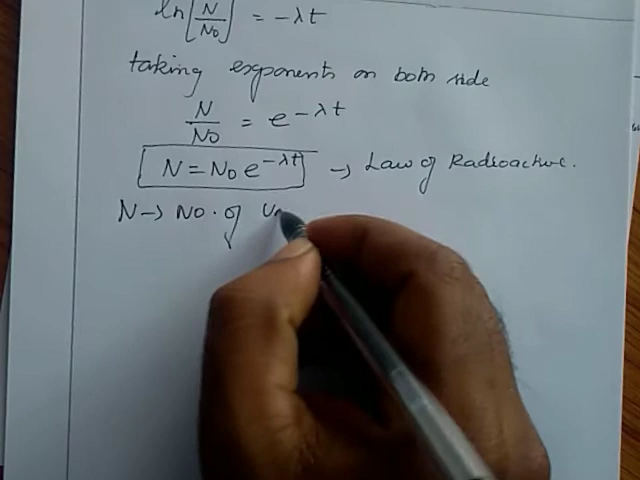 ln[N/N0] = -λt
taking exponents on both side
N/N0 = e^-λt
N = N0 e^-λt → Law of Radioactive.
N → No. of